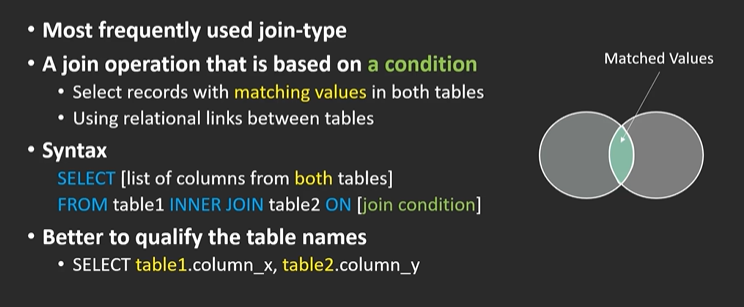 • Most frequently used join-type
• A join operation that is based on a condition
• Select records with matching values in both tables
• Using relational links between tables
• Syntax
SELECT [list of columns from both tables]
FROM table1 INNER JOIN table2 ON [join condition]
• Better to qualify the table names
• SELECT table1.column_x, table2.column_y
Matched Values